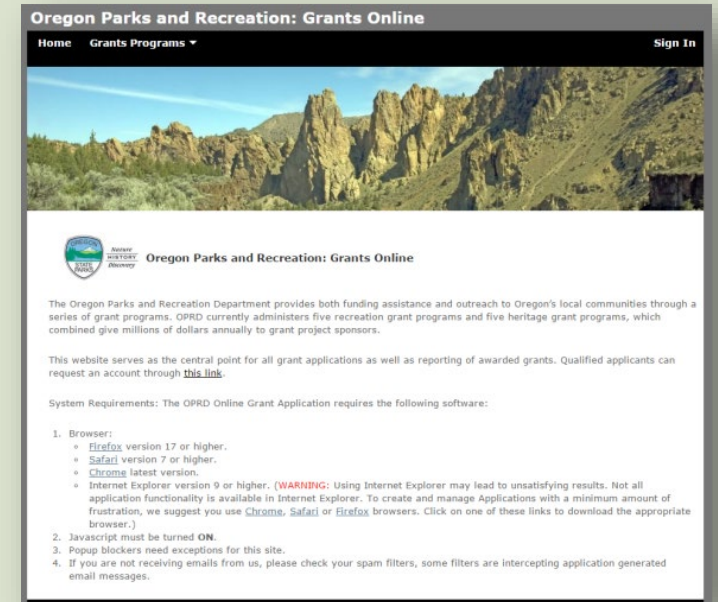 Oregon Parks and Recreation: Grants Online
Home Grants Programs ▾ Sign In
OREGON
STATE
PARKS
Nature
HISTORY
Discovery
Oregon Parks and Recreation: Grants Online
The Oregon Parks and Recreation Department provides both funding assistance and outreach to Oregon's local communities through a
series of grant programs. OPRD currently administers five recreation grant programs and five heritage grant programs, which
combined give millions of dollars annually to grant project sponsors.
This website serves as the central point for all grant applications as well as reporting of awarded grants. Qualified applicants can
request an account through this link.
System Requirements: The OPRD Online Grant Application requires the following software:
1. Browser:
◦ Firefox version 17 or higher.
◦ Safari version 7 or higher.
◦ Chrome latest version.
◦ Internet Explorer version 9 or higher. (WARNING: Using Internet Explorer may lead to unsatisfying results. Not all
application functionality is available in Internet Explorer. To create and manage Applications with a minimum amount of
frustration, we suggest you use Chrome, Safari or Firefox browsers. Click on one of these links to download the appropriate
browser.)
2. Javascript must be turned ON.
3. Popup blockers need exceptions for this site.
4. If you are not receiving emails from us, please check your spam filters, some filters are intercepting application generated
email messages.